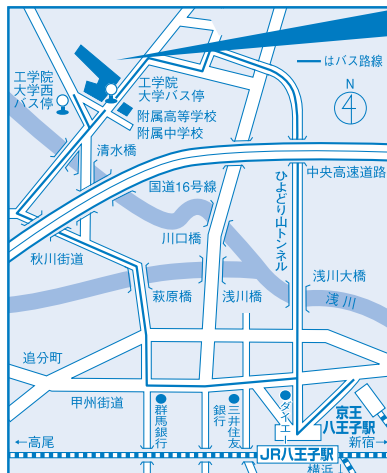 はバス路線
N
工学院
大学西
バス停
工学院
大学バス停
附属高等学校
附属中学校
清水橋
国道16号線
中央高速道路
ひよどり山トンネル
川口橋
秋川街道
萩原橋
浅川橋
浅川大橋
浅川
追分町
甲州街道
群馬銀行
三井住友
銀行
ダイエー
京王
八王子駅
←高尾
JR八王子駅
新宿→
横浜